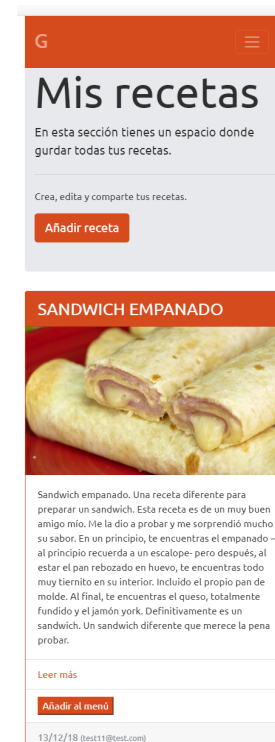 G
Mis recetas
En esta sección tienes un espacio donde
gurdar todas tus recetas.
Crea, edita y comparte tus recetas.
Añadir receta
SANDWICH EMPANADO
Sandwich empanado. Una receta diferente para
preparar un sandwich. Esta receta es de un muy buen
amigo mío. Me la dio a probar y me sorprendió mucho
su sabor. En un principio, te encuentras el empanado –
al principio recuerda a un escalope- pero después, al
estar el pan rebozado en huevo, te encuentras todo
muy tiernito en su interior. Incluido el propio pan de
molde. Al final, te encuentras el queso, totalmente
fundido y el jamón york. Definitivamente es un
sandwich. Un sandwich diferente que merece la pena
probar.
Leer más
Añadir al menú
13/12/18 (test11@test.com)